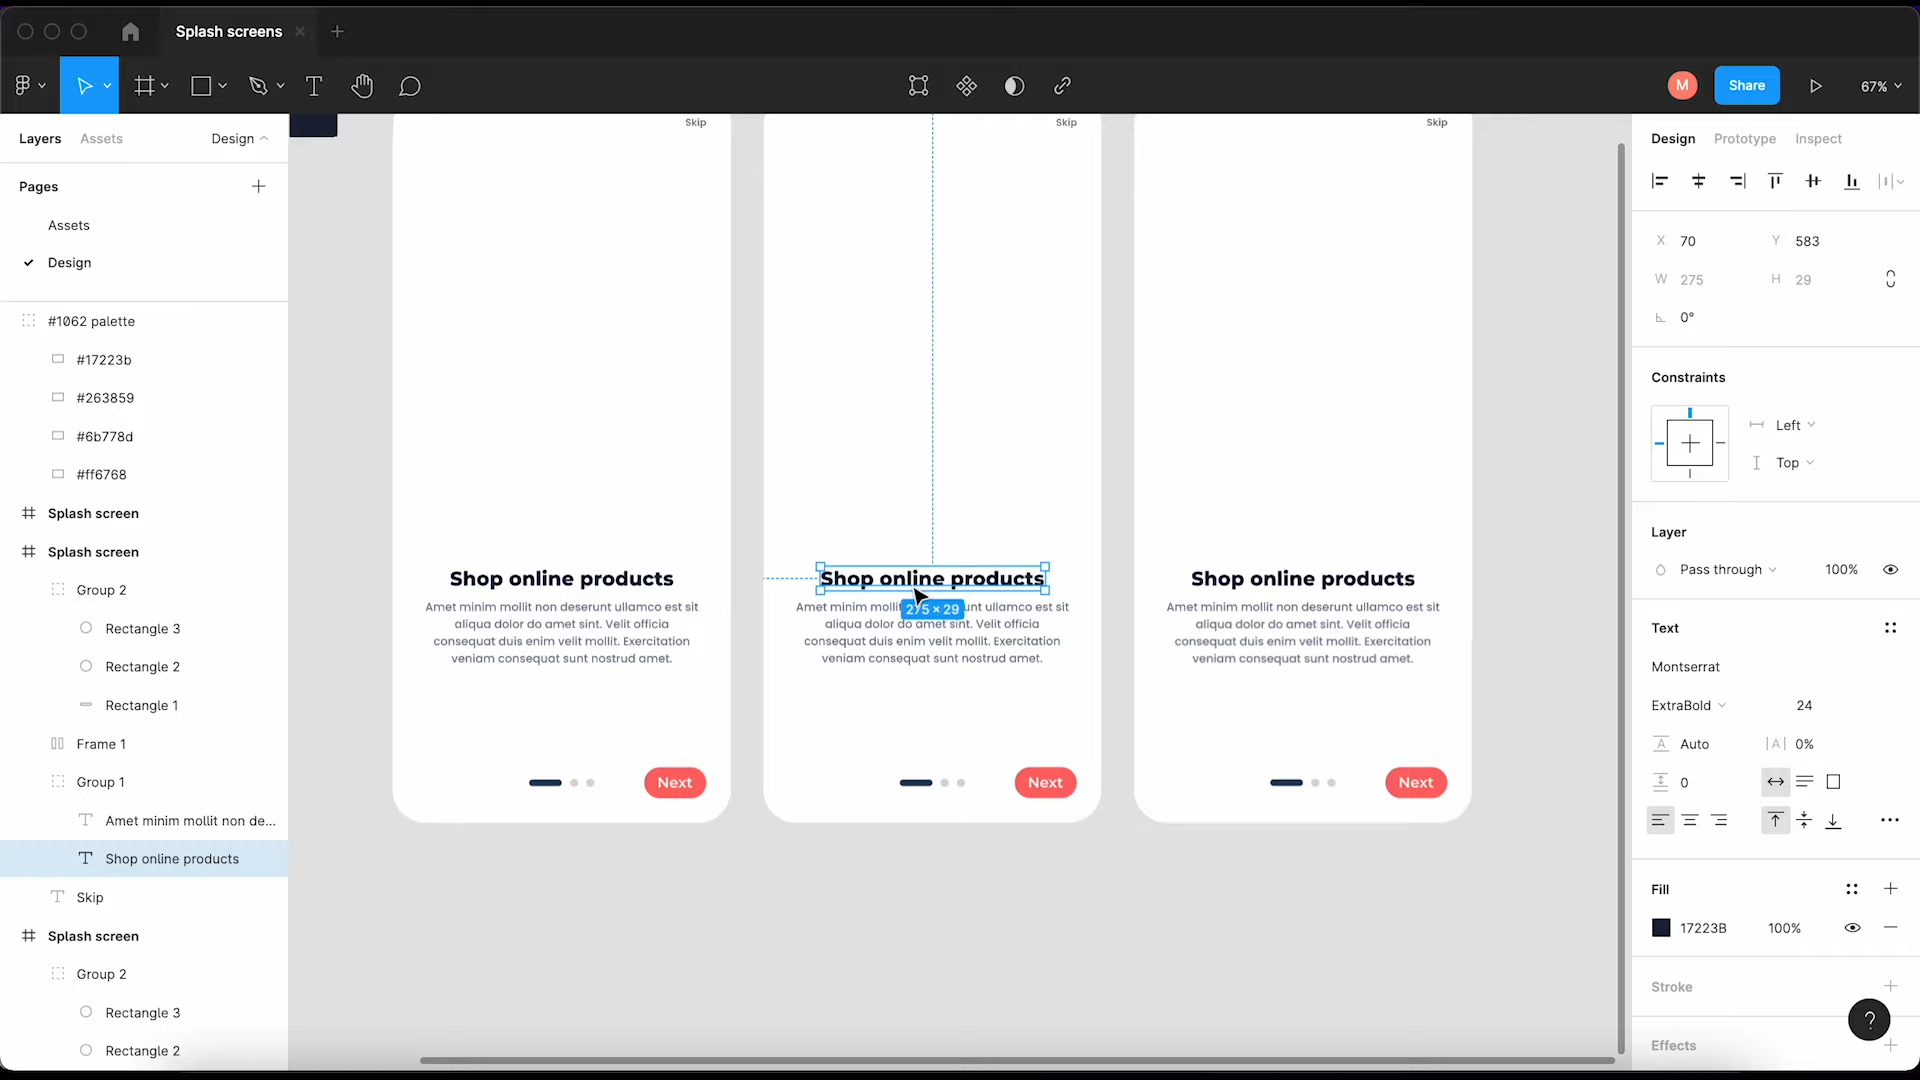 Splash screens
M
Share
67%
Layers
Assets
Design
Pages
Assets
Design
#1062 palette
#17223b
#263859
#6b778d
#ff6768
Splash screen
Splash screen
Group 2
Rectangle 3
Rectangle 2
Rectangle 1
Frame 1
Group 1
Amet minim mollit non de...
Shop online products
Skip
Splash screen
Group 2
Rectangle 3
Rectangle 2
Skip
Shop online products
Amet minim mollit non deserunt ullamco est sit
aliqua dolor do amet sint. Velit officia
consequat duis enim velit mollit. Exercitation
veniam consequat sunt nostrud amet.
Next
Skip
Shop online products
275 × 29
Amet minim mollit unt ullamco est sit
aliqua dolor do amet sint. Velit officia
consequat duis enim velit mollit. Exercitation
veniam consequat sunt nostrud amet.
Next
Skip
Shop online products
Amet minim mollit non deserunt ullamco est sit
aliqua dolor do amet sint. Velit officia
consequat duis enim velit mollit. Exercitation
veniam consequat sunt nostrud amet.
Next
Design
Prototype
Inspect
X 70
Y 583
W 275
H 29
0°
Constraints
Left
Top
Layer
Pass through
100%
Text
Montserrat
ExtraBold
24
A Auto
|A| 0%
0
Fill
17223B
100%
Stroke
Effects
?